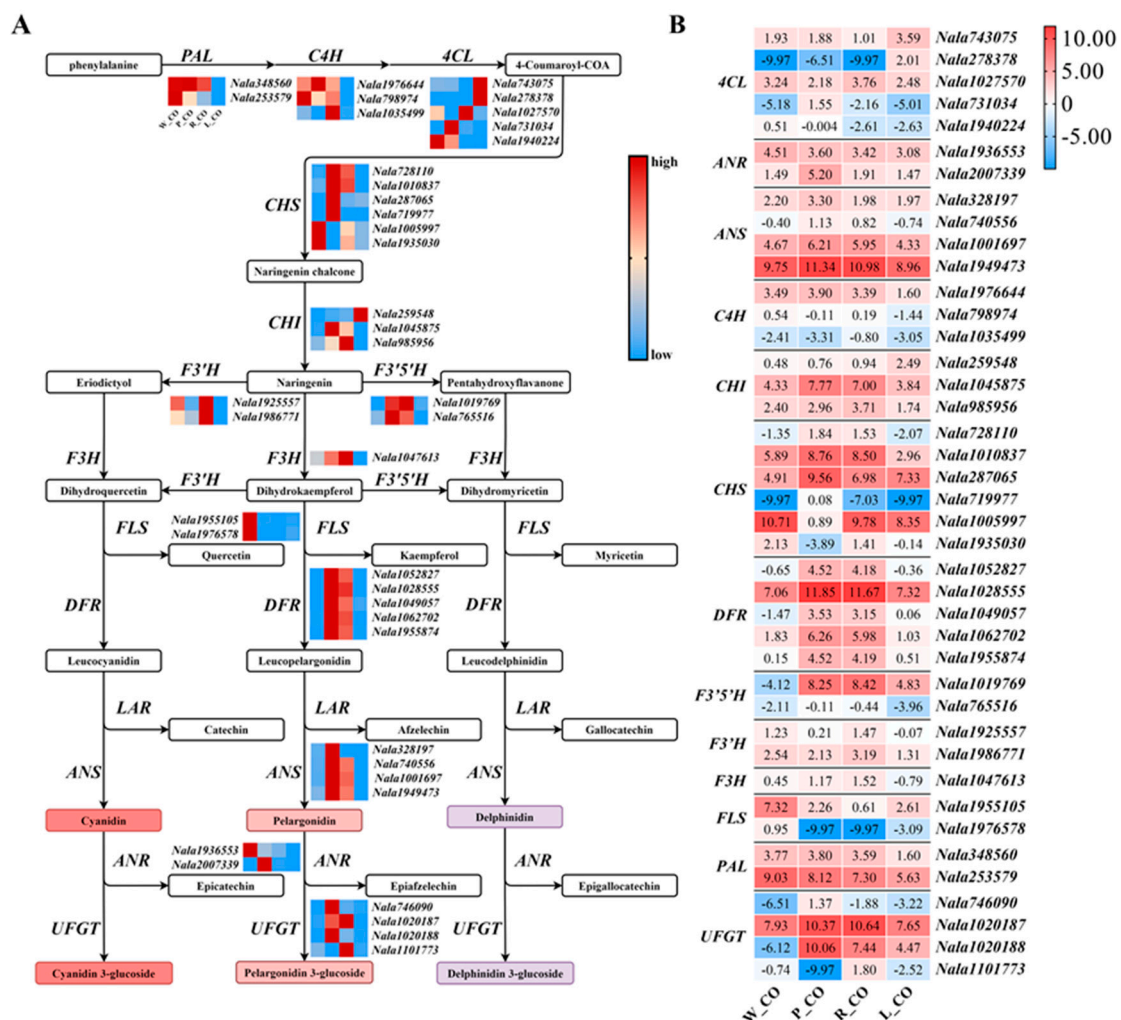 A
phenylalanine
PAL
C4H
4CL
4-Coumaroyl-COA
Nala348560
Nala253579
W_CO
P_CO
R_CO
L_CO
Nala1976644
Nala798974
Nala1035499
Nala743075
Nala278378
Nala1027570
Nala731034
Nala1940224
CHS
Nala728110
Nala1010837
Nala287065
Nala719977
Nala1005997
Nala1935030
high
low
Naringenin chalcone
CHI
Nala259548
Nala1045875
Nala985956
Eriodictyol
F3'H
Naringenin
F3'5'H
Pentahydroxyflavanone
Nala1925557
Nala1986771
Nala1019769
Nala765516
F3H
F3H
Nala1047613
F3H
Dihydroquercetin
F3'H
Dihydrokaempferol
F3'5'H
Dihydromyricetin
FLS
Nala1955105
Nala1976578
FLS
FLS
Quercetin
Kaempferol
Myricetin
DFR
DFR
Nala1052827
Nala1028555
Nala1049057
Nala1062702
Nala1955874
DFR
Leucocyanidin
Leucopelargonidin
Leucodelphinidin
LAR
LAR
LAR
Catechin
Afzelechin
Gallocatechin
ANS
ANS
Nala328197
Nala740556
Nala1001697
Nala1949473
ANS
Cyanidin
Pelargonidin
Delphinidin
ANR
Nala1936553
Nala2007339
ANR
ANR
Epicatechin
Epiafzelechin
Epigallocatechin
UFGT
UFGT
Nala746090
Nala1020187
Nala1020188
Nala1101773
UFGT
Cyanidin 3-glucoside
Pelargonidin 3-glucoside
Delphinidin 3-glucoside
B
4CL
1.93 1.88 1.01 3.59 Nala743075
-9.97 -6.51 -9.97 2.01 Nala278378
3.24 2.18 3.76 2.48 Nala1027570
-5.18 1.55 -2.16 -5.01 Nala731034
0.51 -0.004 -2.61 -2.63 Nala1940224
ANR
4.51 3.60 3.42 3.08 Nala1936553
1.49 5.20 1.91 1.47 Nala2007339
ANS
2.20 3.30 1.98 1.97 Nala328197
-0.40 1.13 0.82 -0.74 Nala740556
4.67 6.21 5.95 4.33 Nala1001697
9.75 11.34 10.98 8.96 Nala1949473
C4H
3.49 3.90 3.39 1.60 Nala1976644
0.54 -0.11 0.19 -1.44 Nala798974
-2.41 -3.31 -0.80 -3.05 Nala1035499
CHI
0.48 0.76 0.94 2.49 Nala259548
4.33 7.77 7.00 3.84 Nala1045875
2.40 2.96 3.71 1.74 Nala985956
CHS
-1.35 1.84 1.53 -2.07 Nala728110
5.89 8.76 8.50 2.96 Nala1010837
4.91 9.56 6.98 7.33 Nala287065
-9.97 0.08 -7.03 -9.97 Nala719977
10.71 0.89 9.78 8.35 Nala1005997
2.13 -3.89 1.41 -0.14 Nala1935030
DFR
-0.65 4.52 4.18 -0.36 Nala1052827
7.06 11.85 11.67 7.32 Nala1028555
-1.47 3.53 3.15 0.06 Nala1049057
1.83 6.26 5.98 1.03 Nala1062702
0.15 4.52 4.19 0.51 Nala1955874
F3'5'H
-4.12 8.25 8.42 4.83 Nala1019769
-2.11 -0.11 -0.44 -3.96 Nala765516
F3'H
1.23 0.21 1.47 -0.07 Nala1925557
2.54 2.13 3.19 1.31 Nala1986771
F3H
0.45 1.17 1.52 -0.79 Nala1047613
FLS
7.32 2.26 0.61 2.61 Nala1955105
0.95 -9.97 -9.97 -3.09 Nala1976578
PAL
3.77 3.80 3.59 1.60 Nala348560
9.03 8.12 7.30 5.63 Nala253579
UFGT
-6.51 1.37 -1.88 -3.22 Nala746090
7.93 10.37 10.64 7.65 Nala1020187
-6.12 10.06 7.44 4.47 Nala1020188
-0.74 -9.97 1.80 -2.52 Nala1101773
W_CO
P_CO
R_CO
L_CO
10.00
5.00
0
-5.00